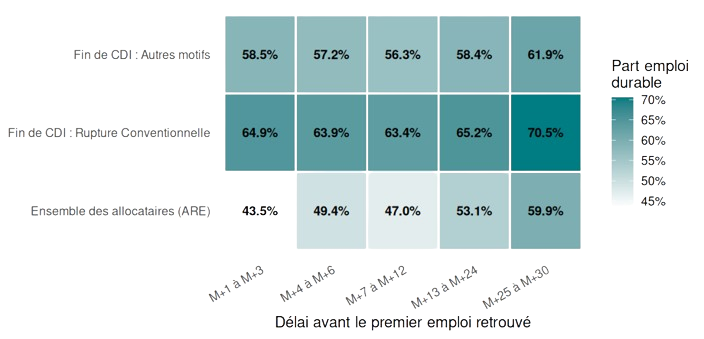 Fin de CDI : Autres motifs
58.5% 57.2% 56.3% 58.4% 61.9%
Fin de CDI : Rupture Conventionnelle
64.9% 63.9% 63.4% 65.2% 70.5%
Ensemble des allocataires (ARE)
43.5% 49.4% 47.0% 53.1% 59.9%
M+1 à M+3
M+4 à M+6
M+7 à M+12
M+13 à M+24
M+25 à M+30
Délai avant le premier emploi retrouvé
Part emploi
durable
70%
65%
60%
55%
50%
45%